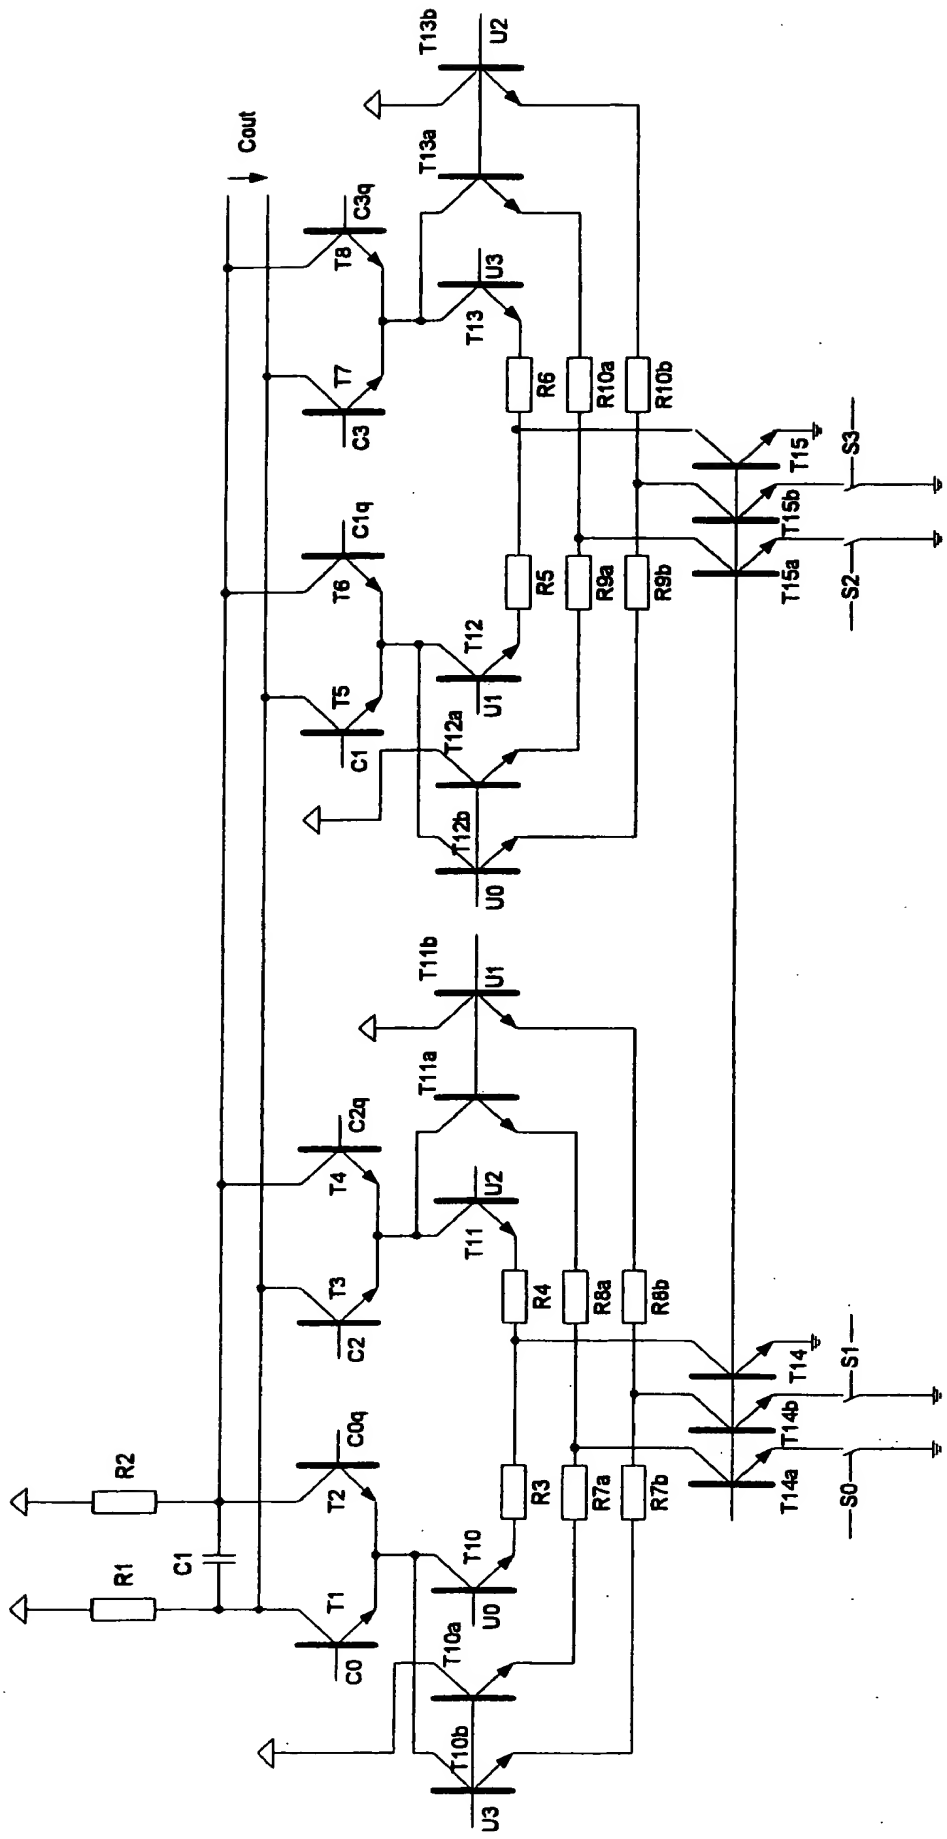 R1
R2
C1
Cout
C0
T1
T2
C0q
C2
T3
T4
C2q
C1
T5
T6
C1q
C3
T7
T8
C3q
U3
T10b
T10a
U0
T10
T11
U2
T11a
T11b
U1
U0
T12b
T12a
U1
T12
T13
U3
T13a
T13b
U2
R3
R4
R5
R6
R7a
R8a
R9a
R10a
R7b
R8b
R9b
R10b
T14a
T14b
T14
T15a
T15b
T15
S0
S1
S2
S3